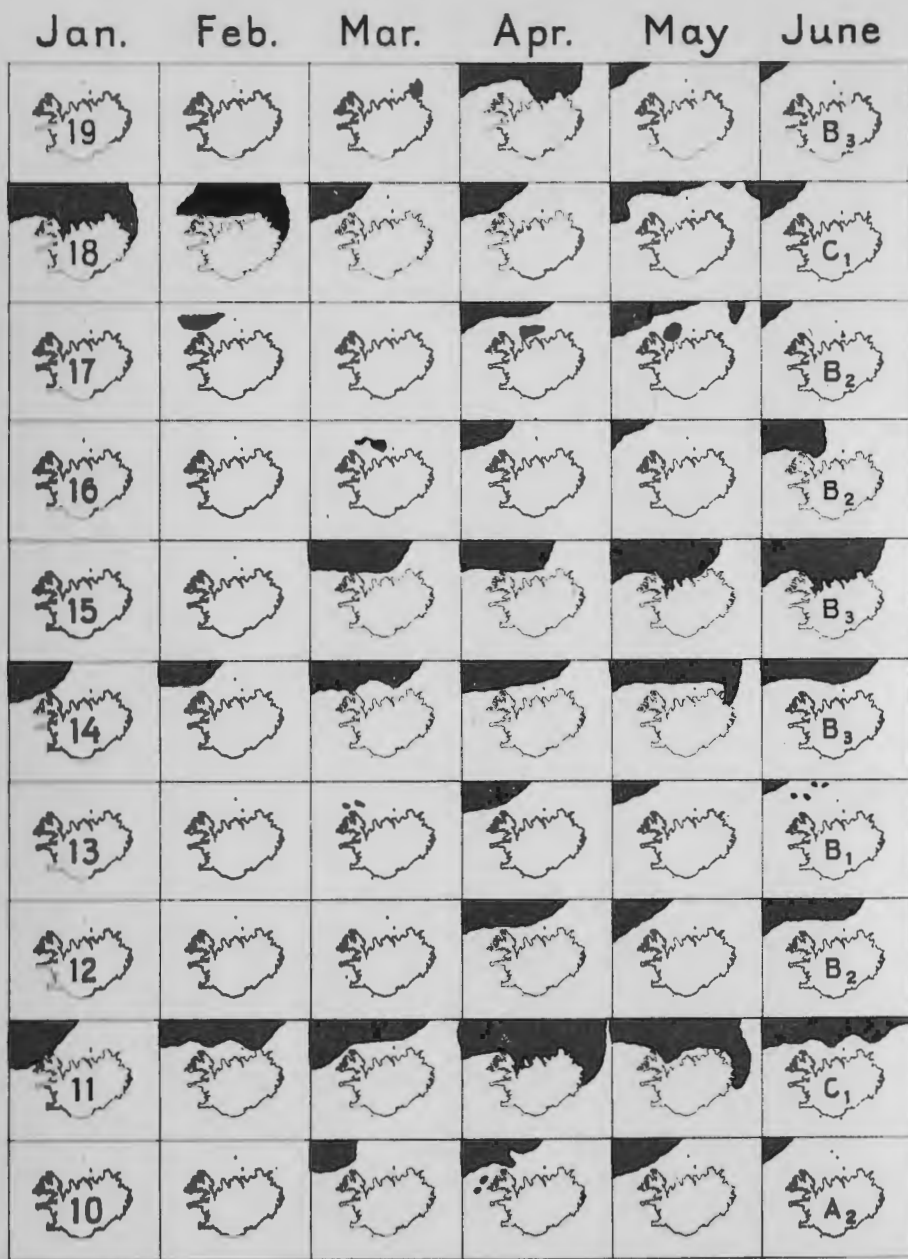 Jan. Feb. Mar. Apr. May June
19 B₃
18 C₁
17 B₂
16 B₂
15 B₃
14 B₃
13 B₁
12 B₂
11 C₁
10 A₂